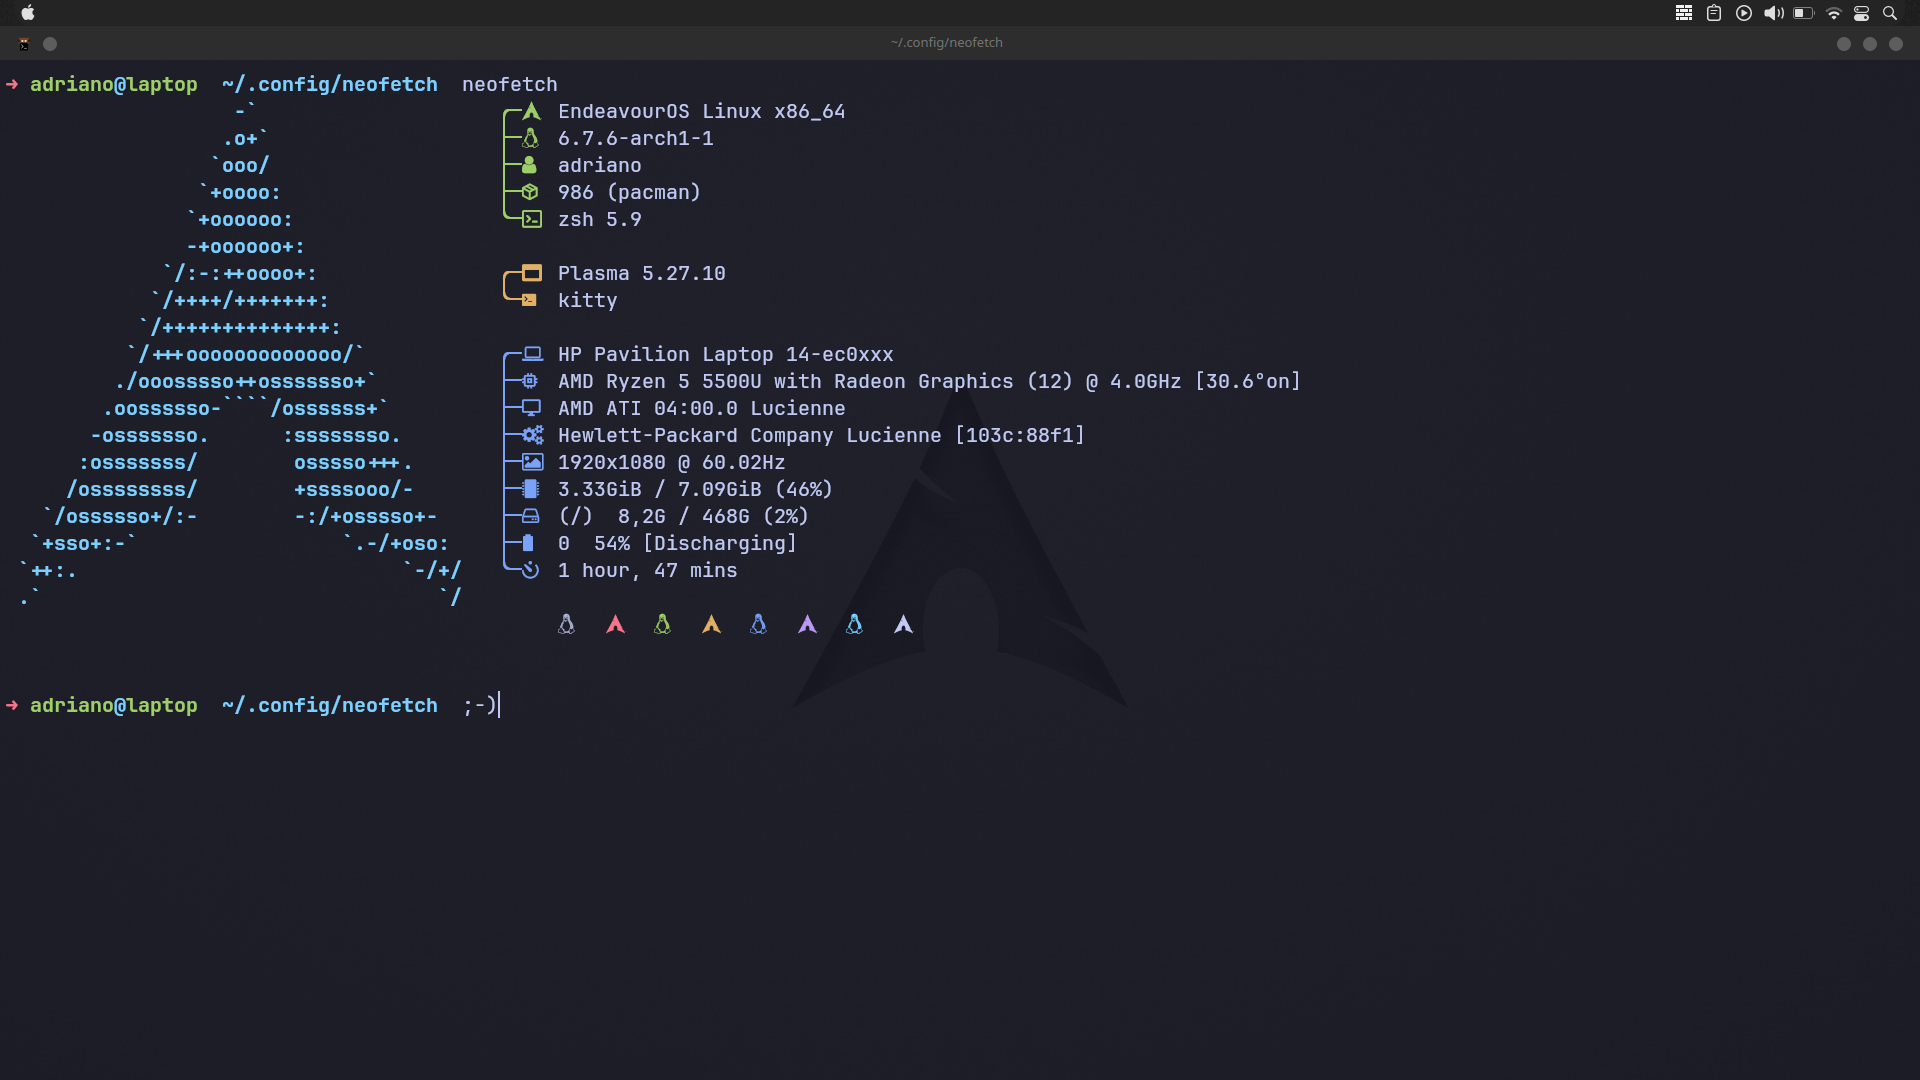 ~/.config/neofetch
➜ adriano@laptop  ~/.config/neofetch  neofetch
                  -`
                 .o+`
                `ooo/
               `+oooo:
              `+oooooo:
              -+oooooo+:
            `/:-:++oooo+:
           `/++++/+++++++:
          `/++++++++++++++:
         `/+++ooooooooooooo/`
        ./ooosssso++osssssso+`
       .oossssso-````/ossssss+`
      -osssssso.      :ssssssso.
     :osssssss/        osssso+++.
    /ossssssss/        +ssssooo/-
  `/ossssso+/:-        -:/+osssso+-
 `+sso+:-`                 `.-/+oso:
`++:.                           `-/+/
.`                                 `/
EndeavourOS Linux x86_64
6.7.6-arch1-1
adriano
986 (pacman)
zsh 5.9
Plasma 5.27.10
kitty
HP Pavilion Laptop 14-ec0xxx
AMD Ryzen 5 5500U with Radeon Graphics (12) @ 4.0GHz [30.6°on]
AMD ATI 04:00.0 Lucienne
Hewlett-Packard Company Lucienne [103c:88f1]
1920x1080 @ 60.02Hz
3.33GiB / 7.09GiB (46%)
(/)  8,2G / 468G (2%)
0  54% [Discharging]
1 hour, 47 mins
➜ adriano@laptop  ~/.config/neofetch  ;-)